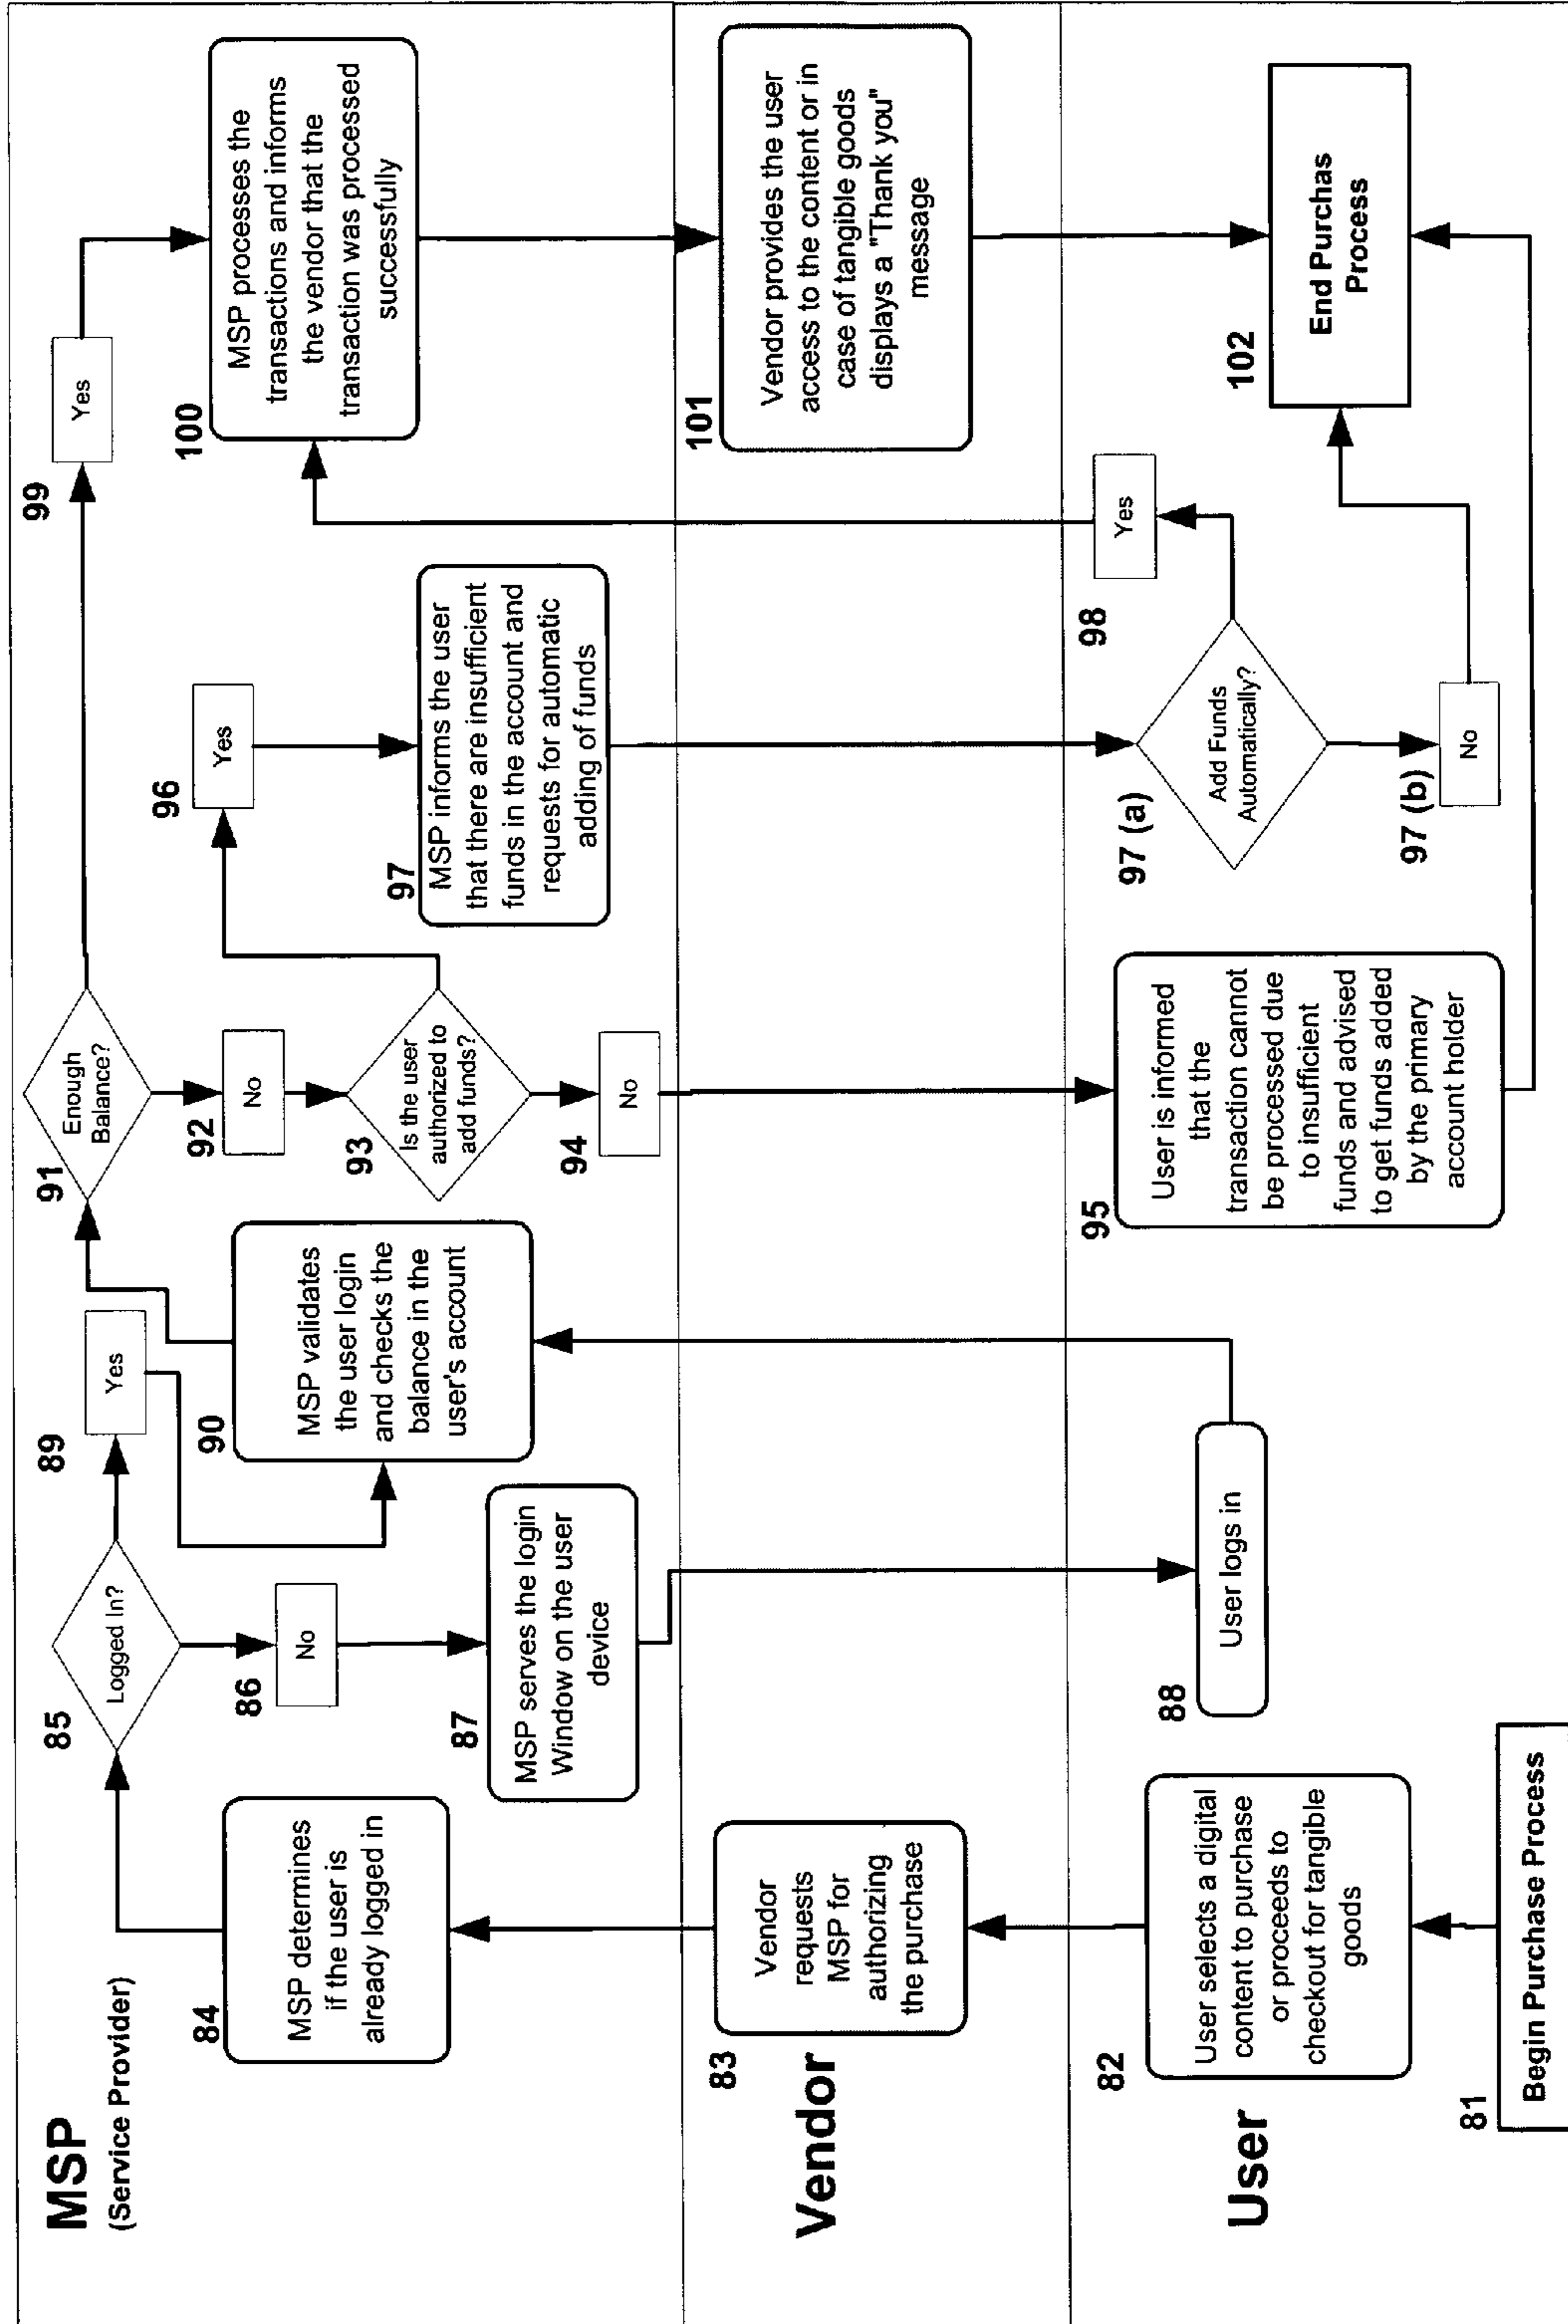 MSP
(Service Provider)
84
MSP determines
if the user is
already logged in
85
Logged In?
86
No
87
MSP serves the login
Window on the user
device
89
Yes
90
MSP validates
the user login
and checks the
balance in the
user's account
91
Enough
Balance?
92
No
93
Is the user
authorized to
add funds?
94
No
96
Yes
97
MSP informs the user
that there are insufficient
funds in the account and
requests for automatic
adding of funds
99
Yes
100
MSP processes the
transactions and informs
the vendor that the
transaction was processed
successfully
Vendor
83
Vendor
requests
MSP for
authorizing
the purchase
101
Vendor provides the user
access to the content or in
case of tangible goods
displays a "Thank you"
message
User
81
Begin Purchase Process
82
User selects a digital
content to purchase
or proceeds to
checkout for tangible
goods
88
User logs in
95
User is informed
that the
transaction cannot
be processed due
to insufficient
funds and advised
to get funds added
by the primary
account holder
97 (a)
Add Funds
Automatically?
97 (b)
No
98
Yes
102
End Purchas
Process